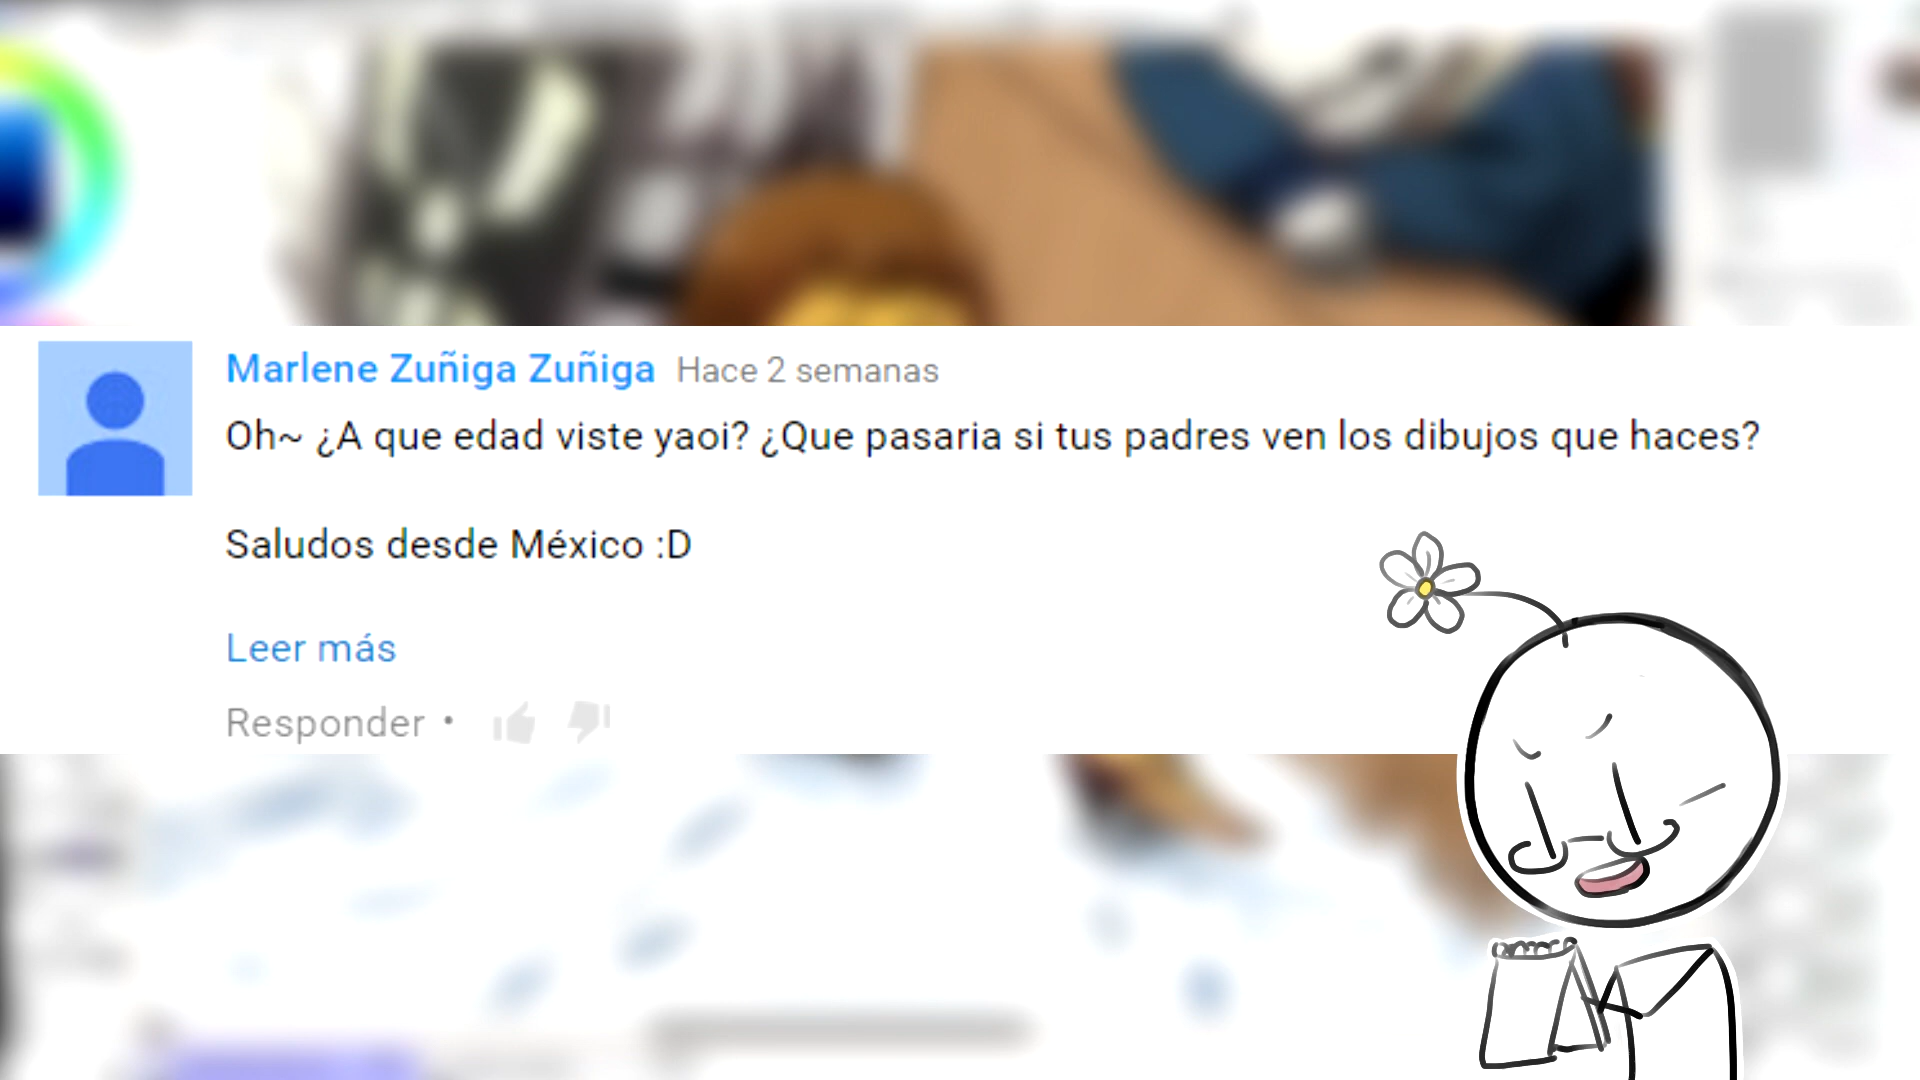 Marlene Zuñiga Zuñiga Hace 2 semanas
Oh~ ¿A que edad viste yaoi? ¿Que pasaria si tus padres ven los dibujos que haces?
Saludos desde México :D
Leer más
Responder •